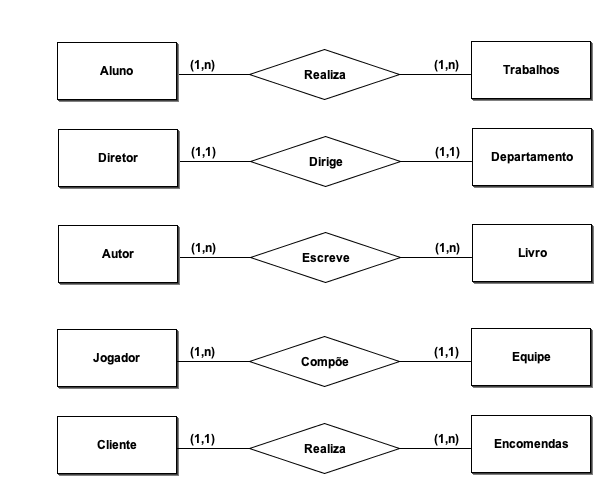 Aluno (1,n) Realiza (1,n) Trabalhos
Diretor (1,1) Dirige (1,1) Departamento
Autor (1,n) Escreve (1,n) Livro
Jogador (1,n) Compõe (1,1) Equipe
Cliente (1,1) Realiza (1,n) Encomendas